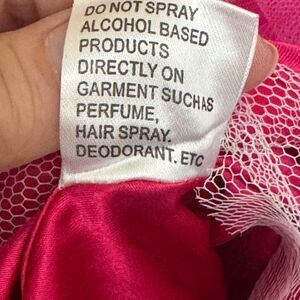 DO NOT SPRAY
ALCOHOL BASED
PRODUCTS
DIRECTLY ON
GARMENT SUCHAS
PERFUME,
HAIR SPRAY,
DEODORANT. ETC